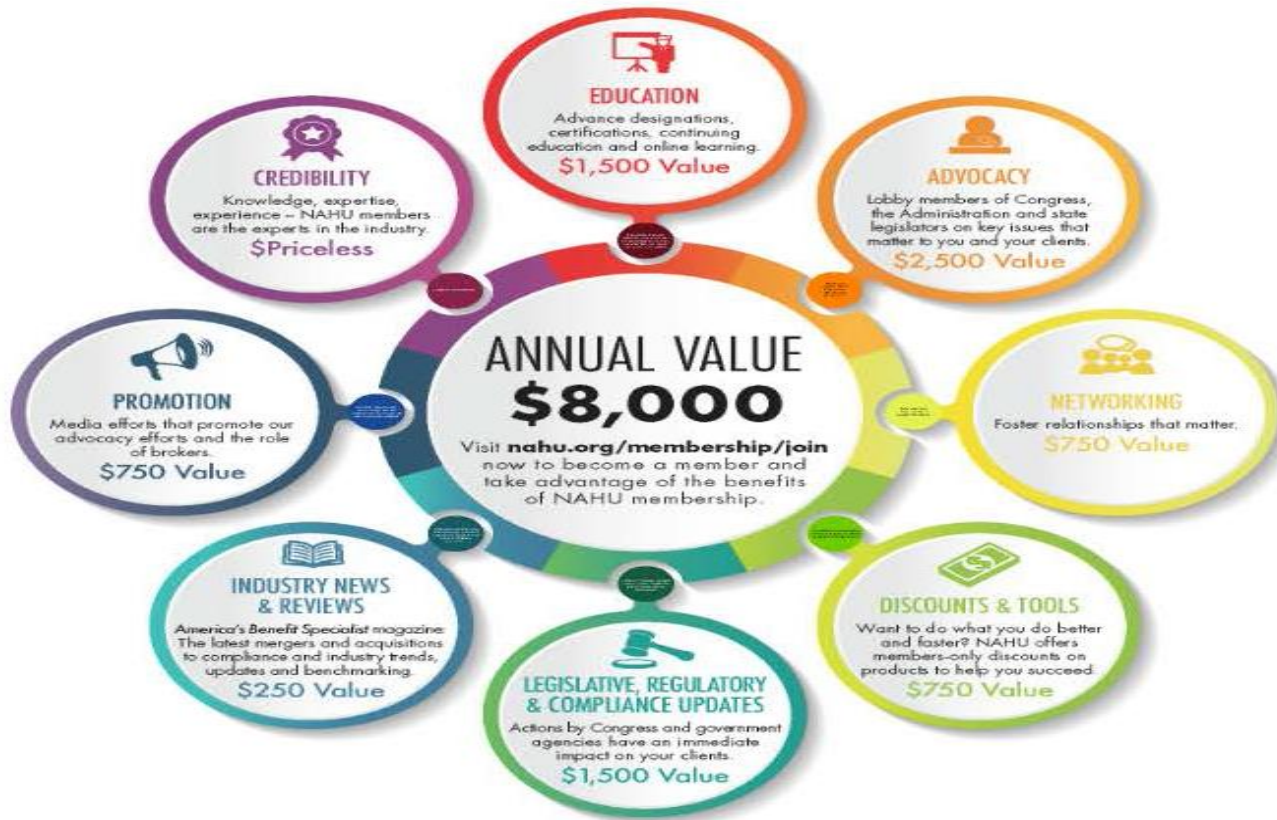 EDUCATION
Advance designations,
certifications, continuing
education and online learning.
$1,500 Value
CREDIBILITY
Knowledge, expertise,
experience – NAHU members
are the experts in the industry.
$Priceless
ADVOCACY
Lobby members of Congress,
the Administration and state
legislators on key issues that
matter to you and your clients.
$2,500 Value
ANNUAL VALUE
$8,000
Visit nahu.org/membership/join
now to become a member and
take advantage of the benefits
of NAHU membership.
PROMOTION
Media efforts that promote our
advocacy efforts and the role
of brokers.
$750 Value
NETWORKING
Foster relationships that matter.
$750 Value
INDUSTRY NEWS
& REVIEWS
America's Benefit Specialist magazine:
The latest mergers and acquisitions
to compliance and industry trends,
updates and benchmarking.
$250 Value
DISCOUNTS & TOOLS
Want to do what you do better
and faster? NAHU offers
members-only discounts on
products to help you succeed.
$750 Value
LEGISLATIVE, REGULATORY
& COMPLIANCE UPDATES
Actions by Congress and government
agencies have an immediate
impact on your clients.
$1,500 Value